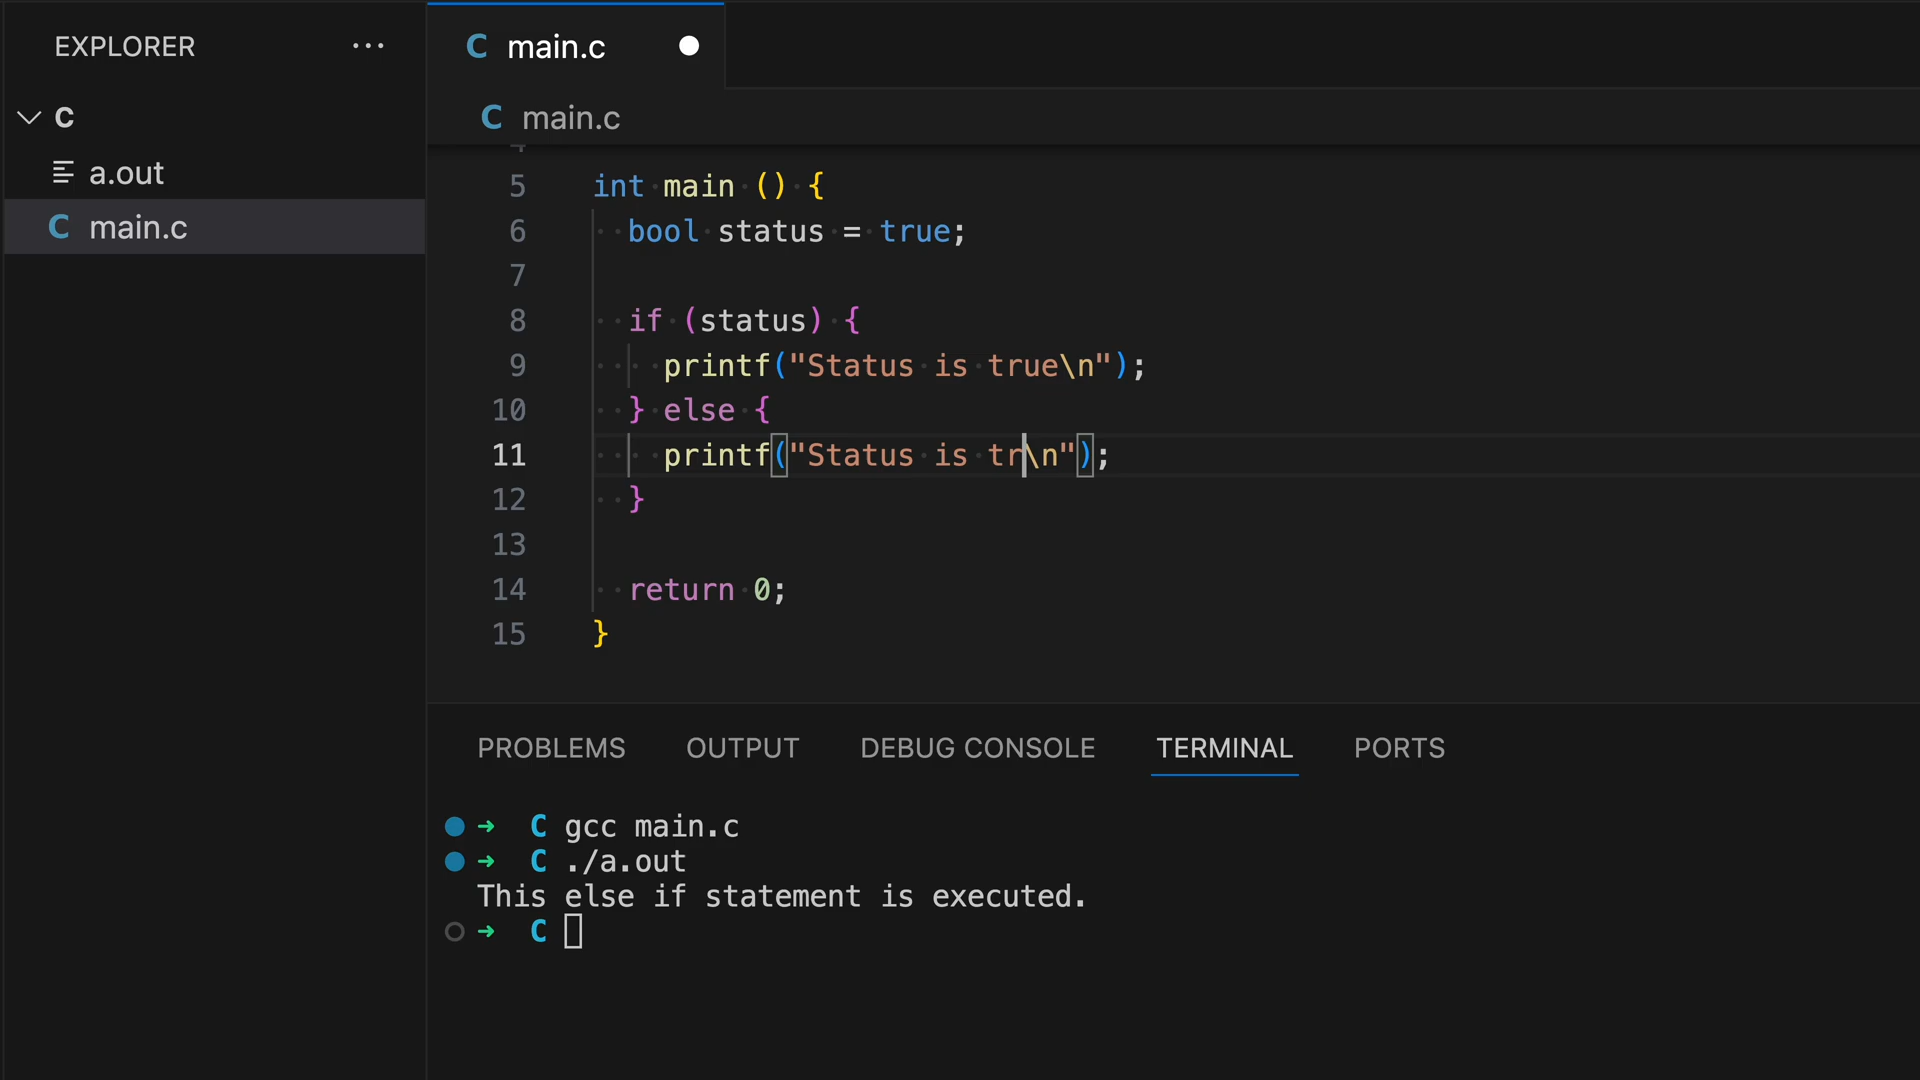 EXPLORER ...
C
a.out
C main.c
C main.c
C main.c
5 int main () {
6 bool status = true;
7
8 if (status) {
9 printf("Status is true\n");
10 } else {
11 printf("Status is tr\n");
12 }
13
14 return 0;
15 }
PROBLEMS OUTPUT DEBUG CONSOLE TERMINAL PORTS
➜ C gcc main.c
➜ C ./a.out
This else if statement is executed.
➜ C